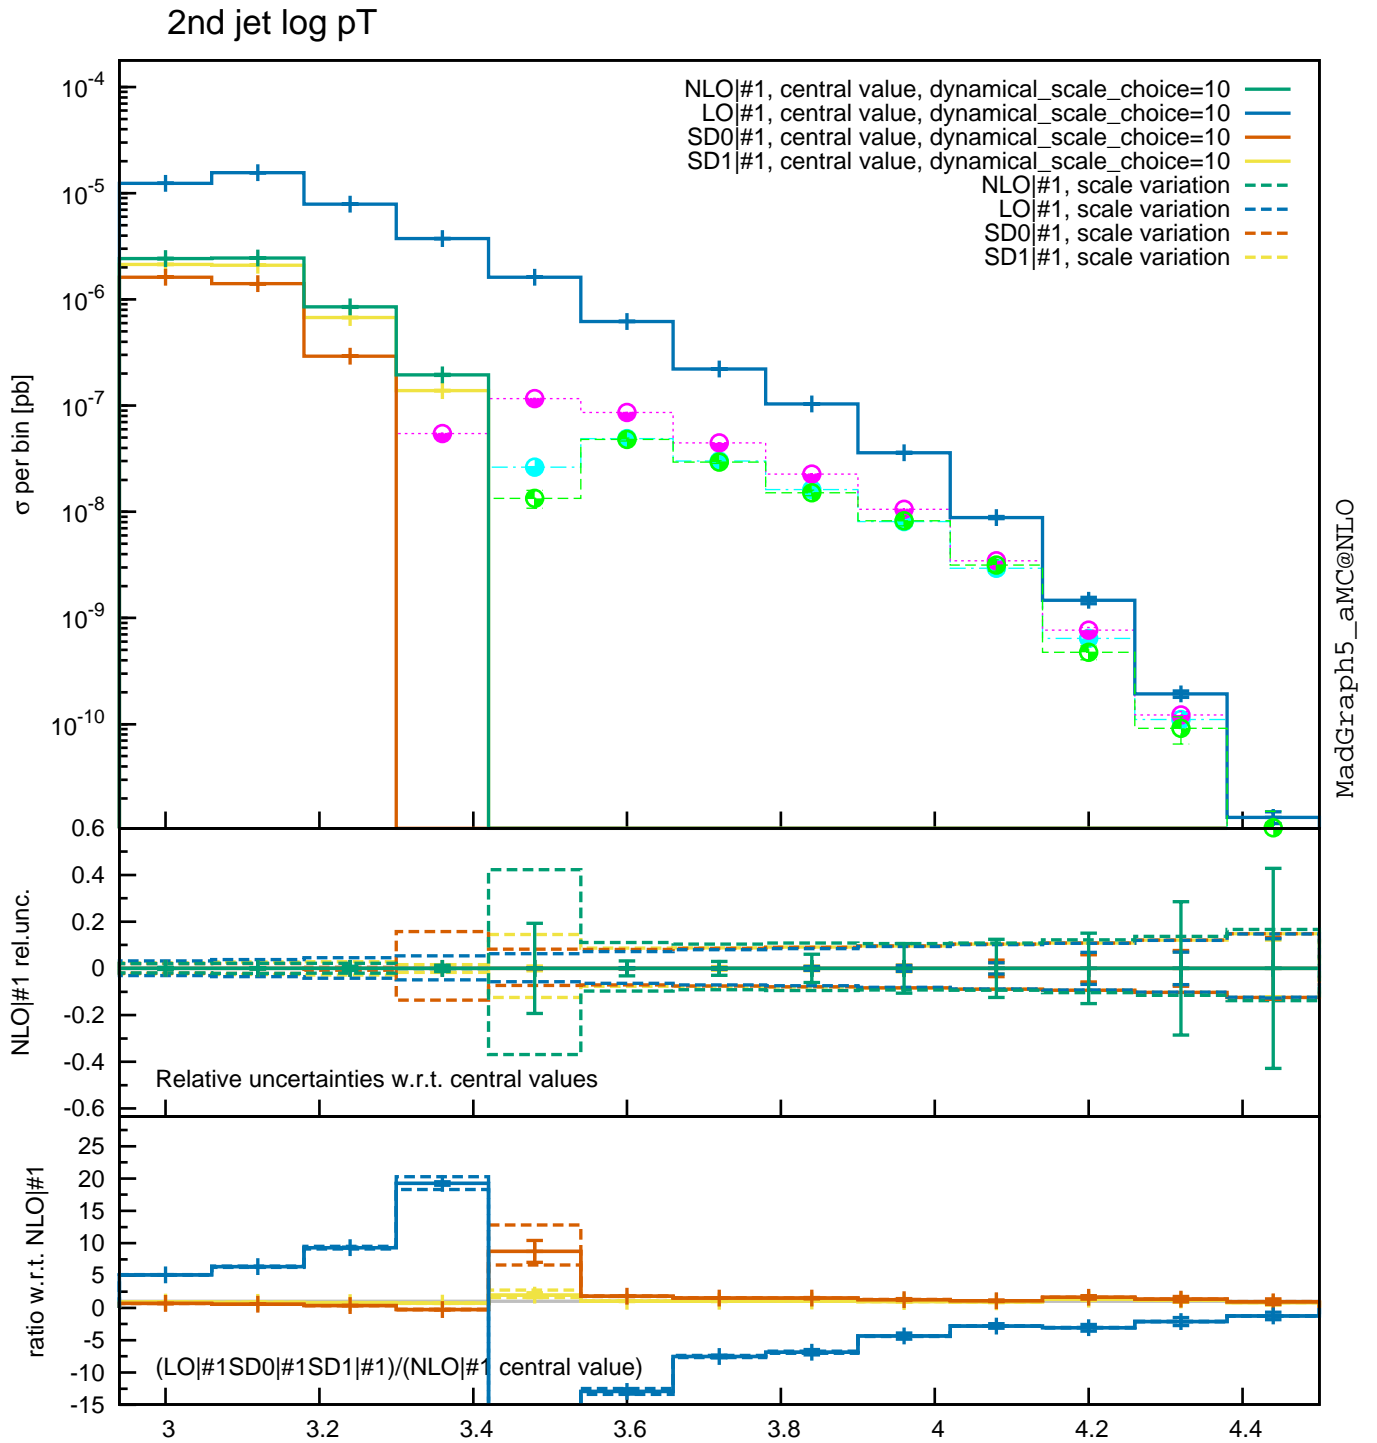 2nd jet log pT
NLO|#1, central value, dynamical_scale_choice=10
LO|#1, central value, dynamical_scale_choice=10
SD0|#1, central value, dynamical_scale_choice=10
SD1|#1, central value, dynamical_scale_choice=10
NLO|#1, scale variation
LO|#1, scale variation
SD0|#1, scale variation
SD1|#1, scale variation
10^-4
10^-5
10^-6
10^-7
10^-8
10^-9
10^-10
σ per bin [pb]
MadGraph5_aMC@NLO
0.6
0.4
0.2
0
-0.2
-0.4
-0.6
NLO|#1 rel.unc.
Relative uncertainties w.r.t. central values
25
20
15
10
5
0
-5
-10
-15
ratio w.r.t. NLO|#1
(LO|#1SD0|#1SD1|#1)/(NLO|#1 central value)
3 3.2 3.4 3.6 3.8 4 4.2 4.4